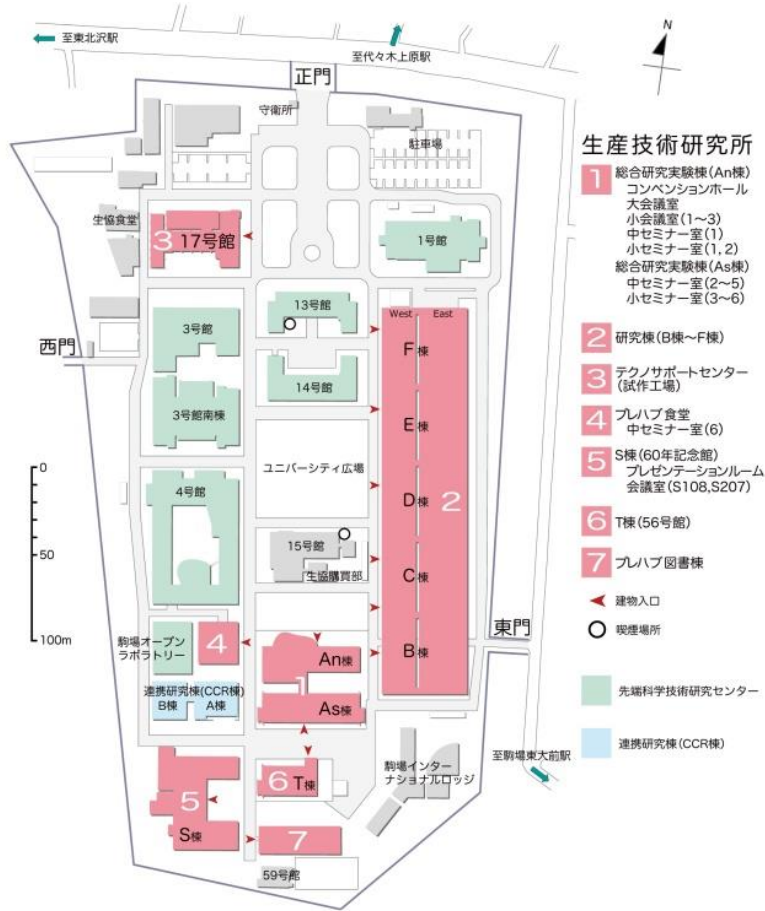 至東北沢駅
至代々木上原駅
N
正門
守衛所
駐車場
生協食堂
3 17号館
1号館
西門
3号館
13号館
West East
F棟
14号館
3号館南棟
E棟
ユニバーシティ広場
0
4号館
D棟 2
50
15号館
生協購買部
C棟
100m
駒場オープン
ラボラトリー
4
An棟
1
B棟
東門
連携研究棟(CCR棟)
B棟 A棟
As棟
6 T棟
駒場インター
ナショナルロッジ
至駒場東大前駅
5
S棟
7
59号館
生産技術研究所
1 総合研究実験棟(An棟)
コンベンションホール
大会議室
小会議室(1~3)
中セミナー室(1)
小セミナー室(1, 2)
総合研究実験棟(As棟)
中セミナー室(2~5)
小セミナー室(3~6)
2 研究棟(B棟~F棟)
3 テクノサポートセンター
(試作工場)
4 プレハブ食堂
中セミナー室(6)
5 S棟(60年記念館)
プレゼンテーションルーム
会議室(S108,S207)
6 T棟(56号館)
7 プレハブ図書棟
建物入口
喫煙場所
先端科学技術研究センター
連携研究棟(CCR棟)